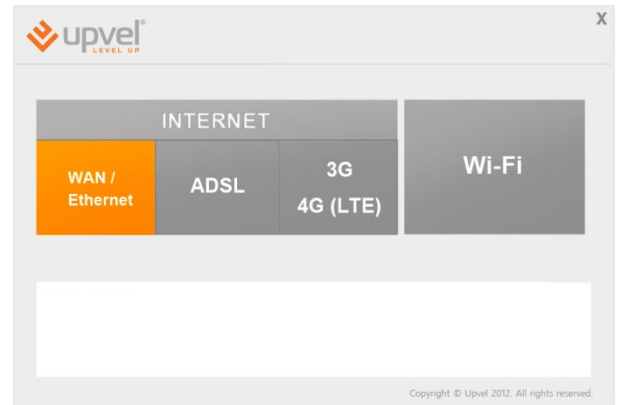 X
upvel®
LEVEL UP
INTERNET
WAN /
Ethernet
ADSL
3G
4G (LTE)
Wi-Fi
Copyright © Upvel 2012. All rights reserved.